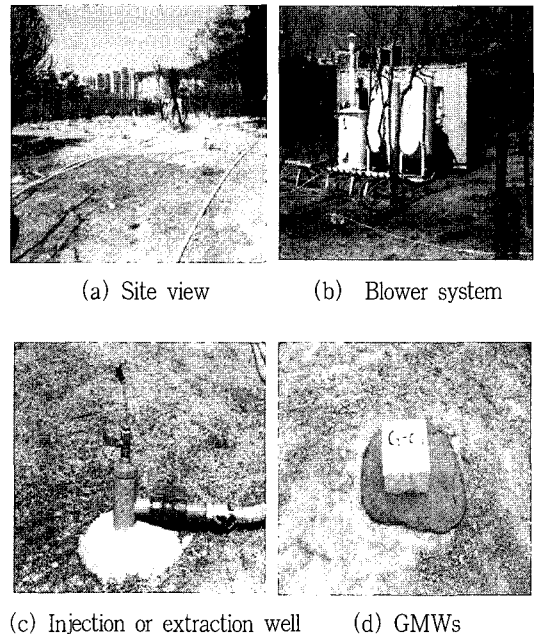 (a) Site view
(b) Blower system
(c) Injection or extraction well
(d) GMWs